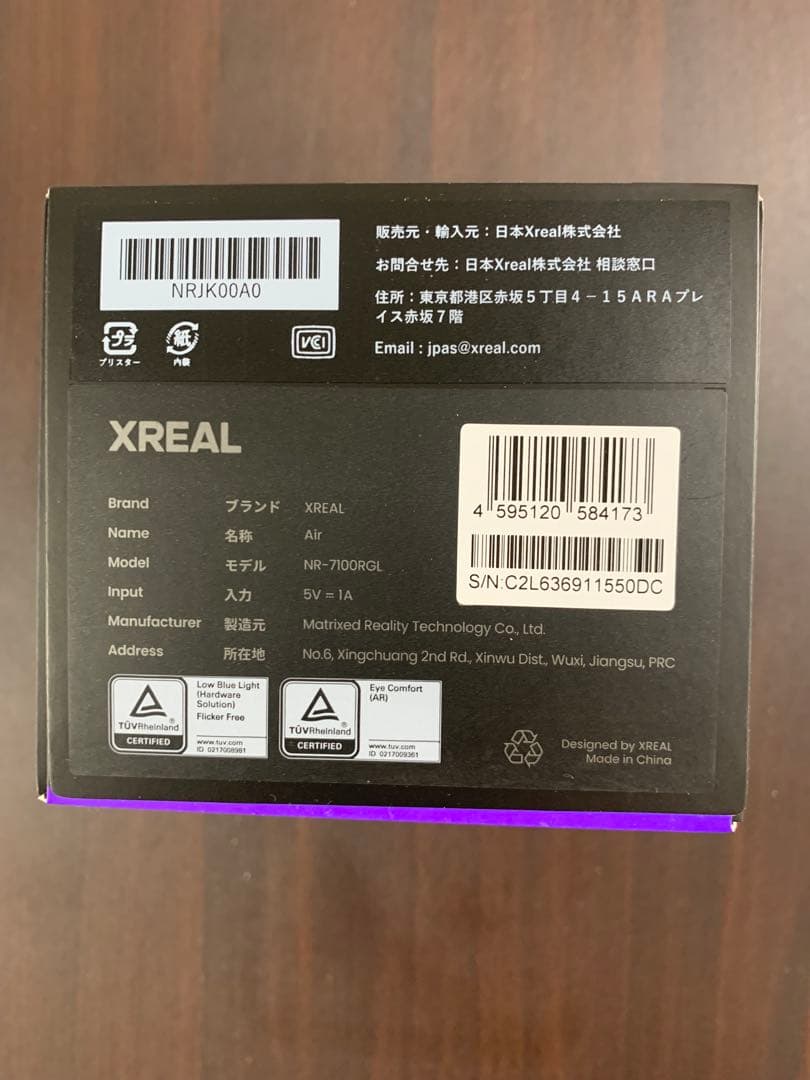 NRJK00A0
プラ
ブリスター
紙
内袋
VCCI
販売元・輸入元：日本Xreal株式会社
お問合せ先：日本Xreal株式会社 相談窓口
住所：東京都港区赤坂５丁目４－１５ＡＲＡプレ
イス赤坂７階
Email : jpas@xreal.com
XREAL
Brand ブランド XREAL
Name 名称 Air
Model モデル NR-7100RGL
Input 入力 5V = 1A
Manufacturer 製造元 Matrixed Reality Technology Co., Ltd.
Address 所在地 No.6, Xingchuang 2nd Rd., Xinwu Dist., Wuxi, Jiangsu, PRC
4 595120 584173
S/N:C2L636911550DC
TÜVRheinland®
CERTIFIED
Low Blue Light
(Hardware
Solution)
Flicker Free
www.tuv.com
ID 0217008981
TÜVRheinland®
CERTIFIED
Eye Comfort
(AR)
www.tuv.com
ID 0217009361
Designed by XREAL
Made in China